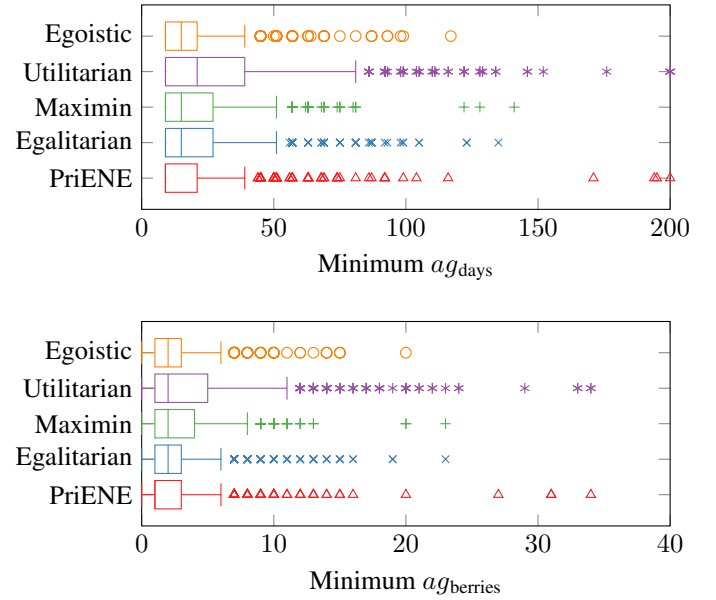 Egoistic
Utilitarian
Maximin
Egalitarian
PriENE
0 50 100 150 200
Minimum ag_days
Egoistic
Utilitarian
Maximin
Egalitarian
PriENE
0 10 20 30 40
Minimum ag_berries